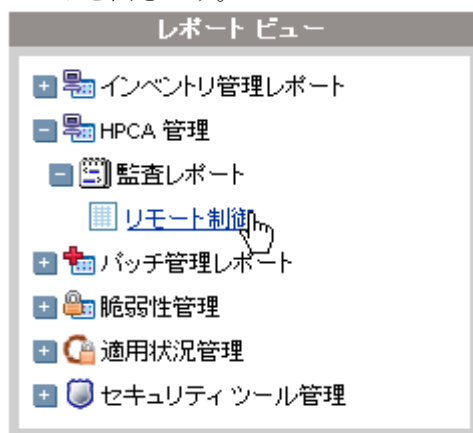 レポート ビュー
インベントリ管理レポート
HPCA 管理
監査レポート
リモート制御
パッチ管理レポート
脆弱性管理
適用状況管理
セキュリティ ツール管理